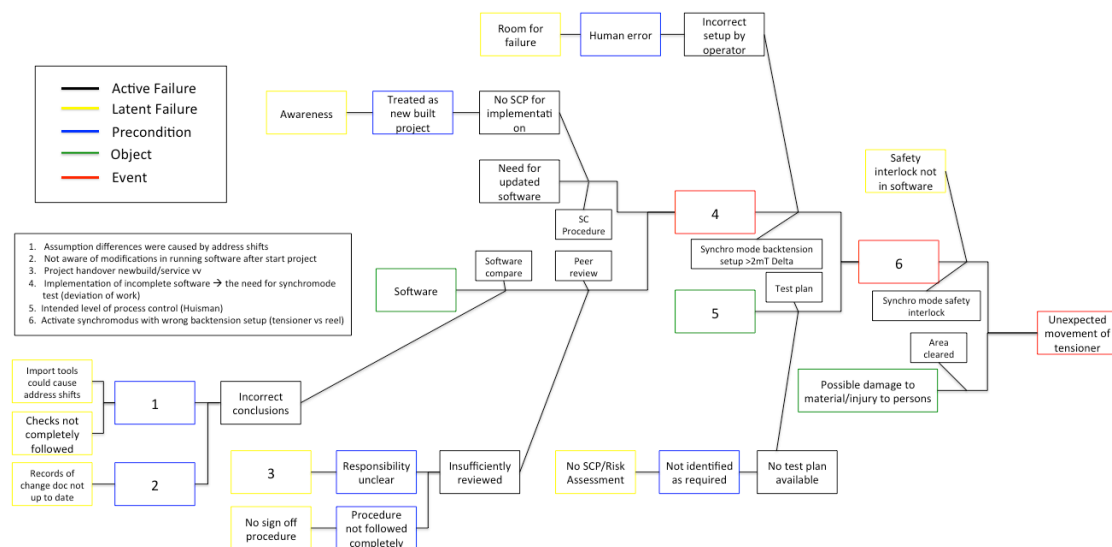 Room for
failure
Human error
Incorrect
setup by
operator
Active Failure
Latent Failure
Precondition
Object
Event
Awareness
Treated as
new built
project
No SCP for
implementati
on
Need for
updated
software
SC
Procedure
Safety
interlock not
in software
4
Synchro mode backtension
setup >2mT Delta
6
1. Assumption differences were caused by address shifts
2. Not aware of modifications in running software after start project
3. Project handover newbuild/service vv
4. Implementation of incomplete software → the need for synchromode
test (deviation of work)
5. Intended level of process control (Huisman)
6. Activate synchromodus with wrong backtension setup (tensioner vs reel)
Software
compare
Peer
review
Software
Test plan
5
Synchro mode safety
interlock
Area
cleared
Unexpected
movement of
tensioner
Possible damage to
material/injury to persons
Import tools
could cause
address shifts
1
Incorrect
conclusions
Checks not
completely
followed
Records of
change doc not
up to date
2
3
Responsibility
unclear
Insufficiently
reviewed
No SCP/Risk
Assessment
Not identified
as required
No test plan
available
No sign off
procedure
Procedure
not followed
completely